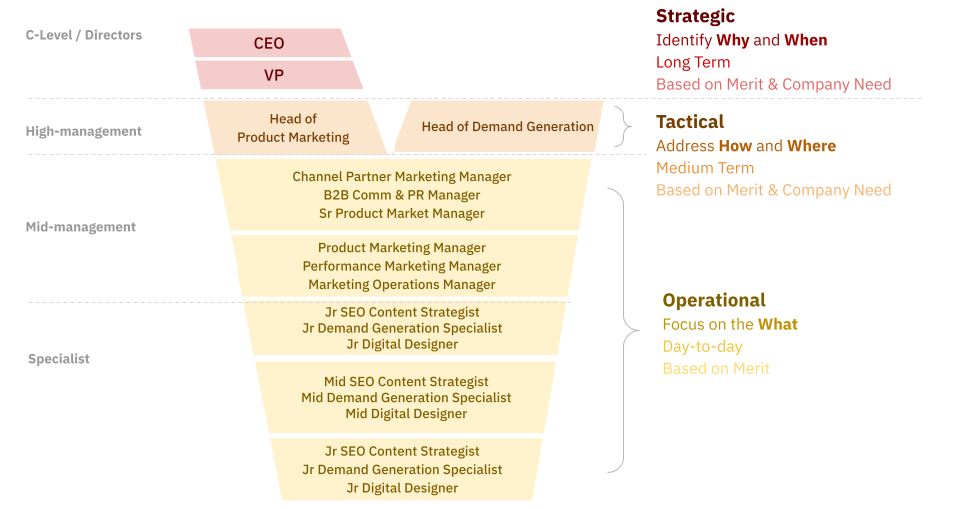 C-Level / Directors
CEO
VP
Strategic
Identify Why and When
Long Term
Based on Merit & Company Need
High-management
Head of
Product Marketing
Head of Demand Generation
Tactical
Address How and Where
Medium Term
Based on Merit & Company Need
Mid-management
Channel Partner Marketing Manager
B2B Comm & PR Manager
Sr Product Market Manager
Product Marketing Manager
Performance Marketing Manager
Marketing Operations Manager
Operational
Focus on the What
Day-to-day
Based on Merit
Specialist
Jr SEO Content Strategist
Jr Demand Generation Specialist
Jr Digital Designer
Mid SEO Content Strategist
Mid Demand Generation Specialist
Mid Digital Designer
Jr SEO Content Strategist
Jr Demand Generation Specialist
Jr Digital Designer